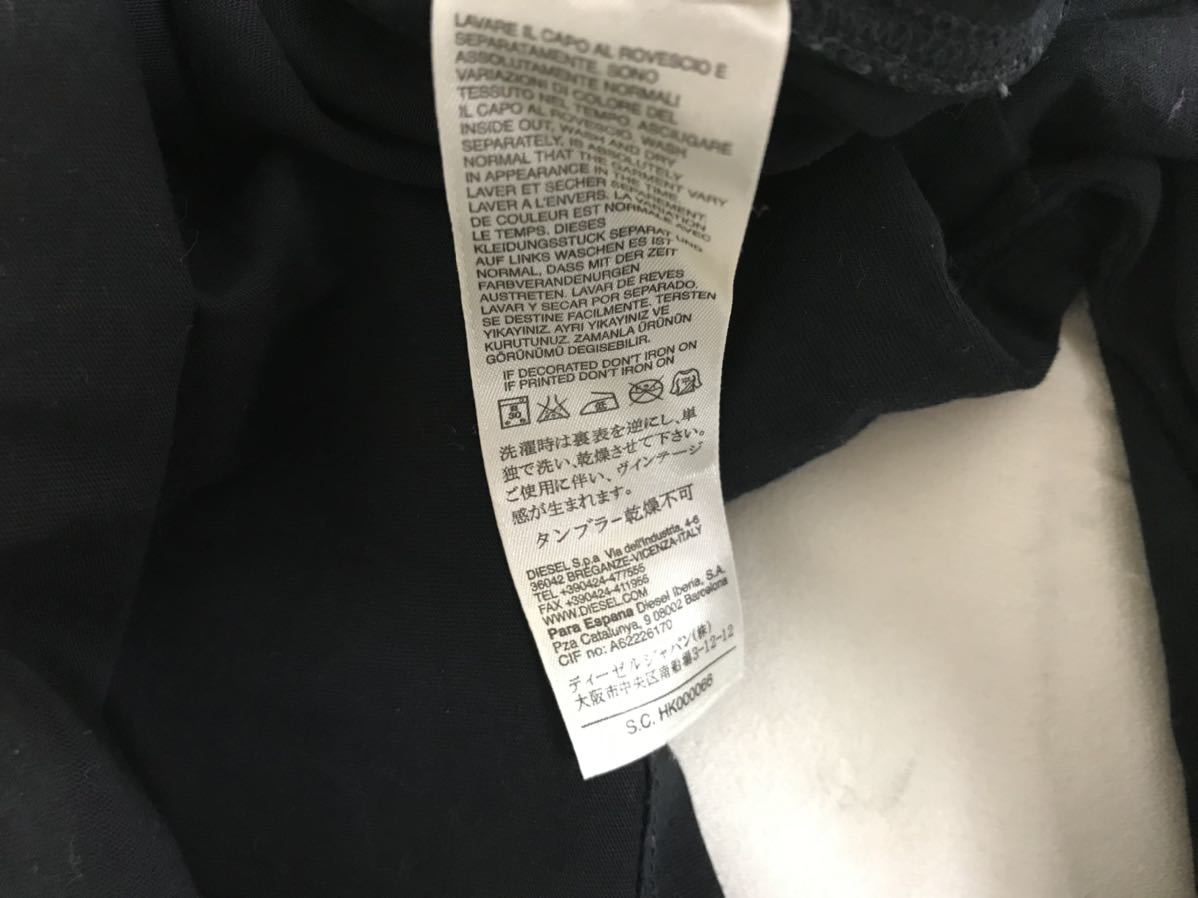 LAVARE IL CAPO AL ROVESCIO E
SEPARATAMENTE. SONO
ASSOLUTAMENTE NORMALI
VARIAZIONI DI COLORE DEL
TESSUTO NEL TEMPO. ASCIUGARE
IL CAPO AL ROVESCIO. WASH
INSIDE OUT, WASH AND DRY
SEPARATELY, IS ABSOLUTELY
NORMAL THAT THE GARMENT VARY
IN APPEARANCE IN THE TIME.
LAVER ET SECHER SEPAREMENT.
LAVER A L'ENVERS. LA VARIATION
DE COULEUR EST NORMALE AVEC
LE TEMPS. DIESES
KLEIDUNGSSTUCK SEPARAT UND
AUF LINKS WASCHEN ES IST
NORMAL, DASS MIT DER ZEIT
FARBVERANDENURGEN
AUSTRETEN. LAVAR DE REVES
LAVAR Y SECAR POR SEPARADO.
SE DESTINE FACILMENTE. TERSTEN
YIKAYINIZ. AYRI YIKAYINIZ VE
KURUTUNUZ. ZAMANLA ÜRÜNÜN
GÖRÜNÜMÜ DEGISEBILIR.
IF DECORATED DON'T IRON ON
IF PRINTED DON'T IRON ON
30 低
洗濯時は裏表を逆にし、単
独で洗い、乾燥させて下さい。
ご使用に伴い、ヴィンテージ
感が生まれます。
タンブラー乾燥不可
DIESEL S.p.a Via dell'Industria, 4-6
36042 BREGANZE-VICENZA-ITALY
TEL +390424-477555
FAX +390424-411955
WWW.DIESEL.COM
Para Espana Diesel Iberia, S.A.
Pza Catalunya, 9 08002 Barcelona
CIF no: A62226170
ディーゼルジャパン(株)
大阪市中央区南船場3-12-12
S.C. HK000066